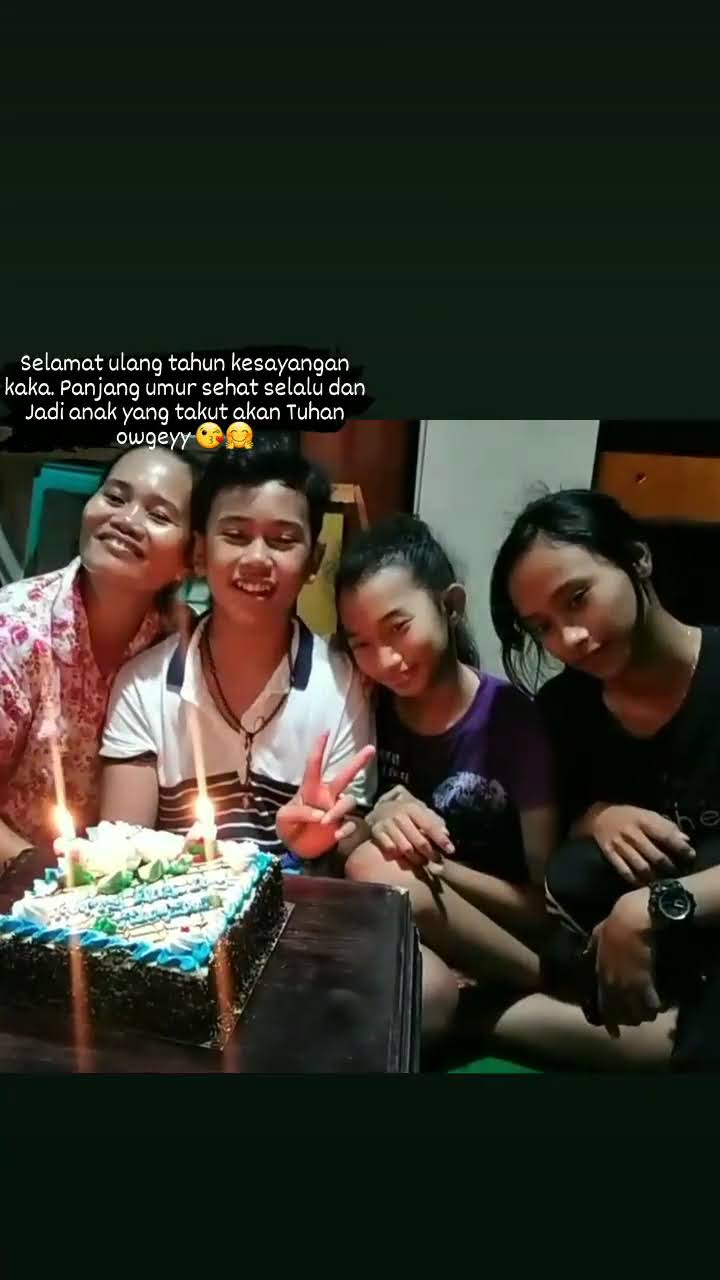 Selamat ulang tahun kesayangan
kaka. Panjang umur sehat selalu dan
Jadi anak yang takut akan Tuhan
owgeyy😘🤗